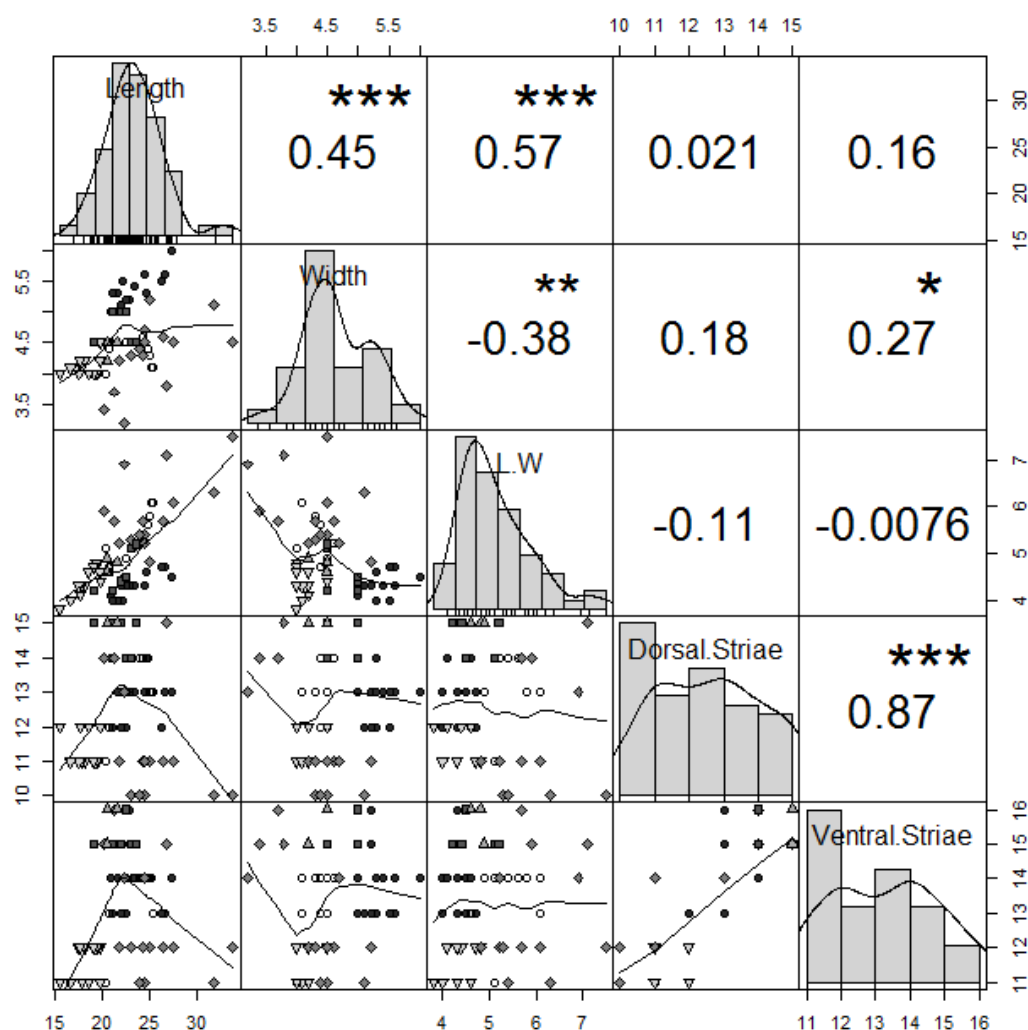 3.5 4.5 5.5 10 11 12 13 14 15
Length
*** ***
0.45 0.57 0.021 0.16
15 20 25 30
3.5 4.5 5.5
Width
** *
-0.38 0.18 0.27
L.W
-0.11 -0.0076
4 5 6 7
10 11 12 13 14 15
Dorsal.Striae
***
0.87
Ventral.Striae
11 12 13 14 15 16
15 20 25 30 4 5 6 7 11 12 13 14 15 16